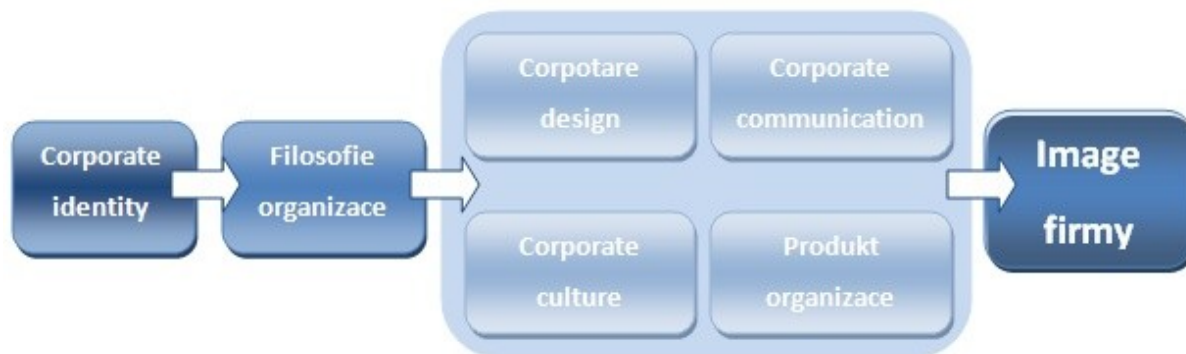 Corporate
identity
Filosofie
organizace
Corpotare
design
Corporate
communication
Corporate
culture
Produkt
organizace
Image
firmy